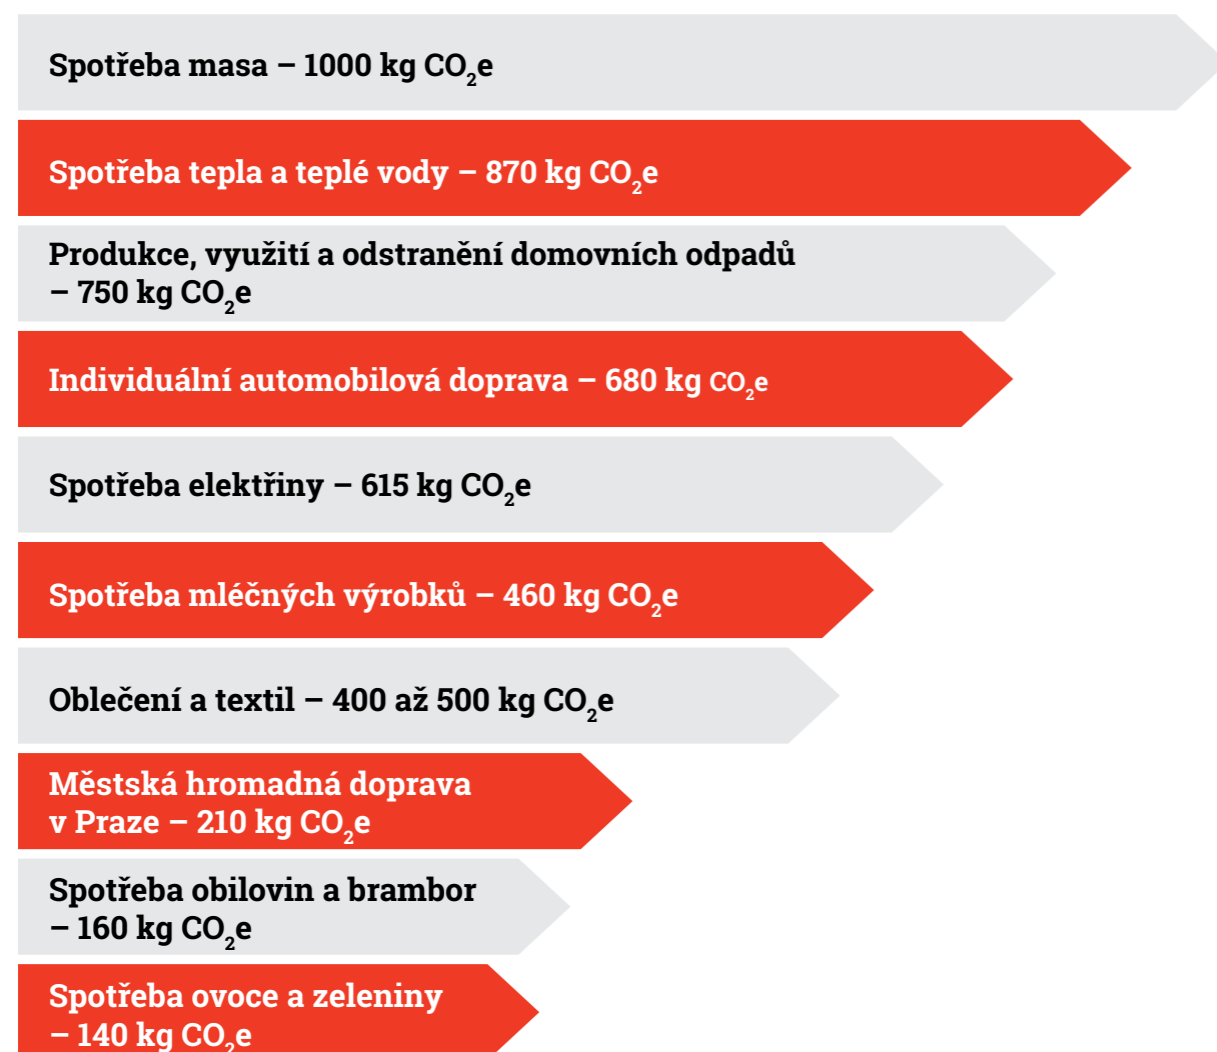 Spotřeba masa – 1000 kg CO₂e
Spotřeba tepla a teplé vody – 870 kg CO₂e
Produkce, využití a odstranění domovních odpadů
– 750 kg CO₂e
Individuální automobilová doprava – 680 kg CO₂e
Spotřeba elektřiny – 615 kg CO₂e
Spotřeba mléčných výrobků – 460 kg CO₂e
Oblečení a textil – 400 až 500 kg CO₂e
Městská hromadná doprava
v Praze – 210 kg CO₂e
Spotřeba obilovin a brambor
– 160 kg CO₂e
Spotřeba ovoce a zeleniny
– 140 kg CO₂e